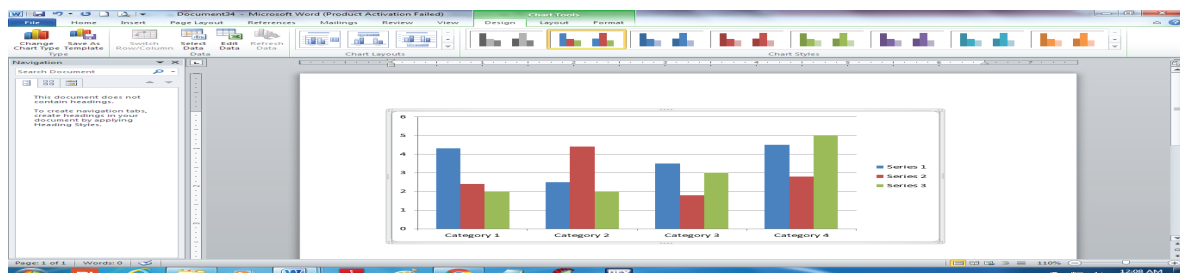 Document34 - Microsoft Word (Product Activation Failed)
Chart Tools
File Home Insert Page Layout References Mailings Review View Design Layout Format
Change Chart Type
Save As Template
Switch Row/Column
Select Data
Edit Data
Refresh Data
Type
Data
Chart Layouts
Chart Styles
Navigation
Search Document
This document does not
contain headings.
To create navigation tabs,
create headings in your
document by applying
Heading Styles.
6
5
4
3
2
1
0
Category 1 Category 2 Category 3 Category 4
Series 1
Series 2
Series 3
Page: 1 of 1 Words: 0
110%
12:08 AM